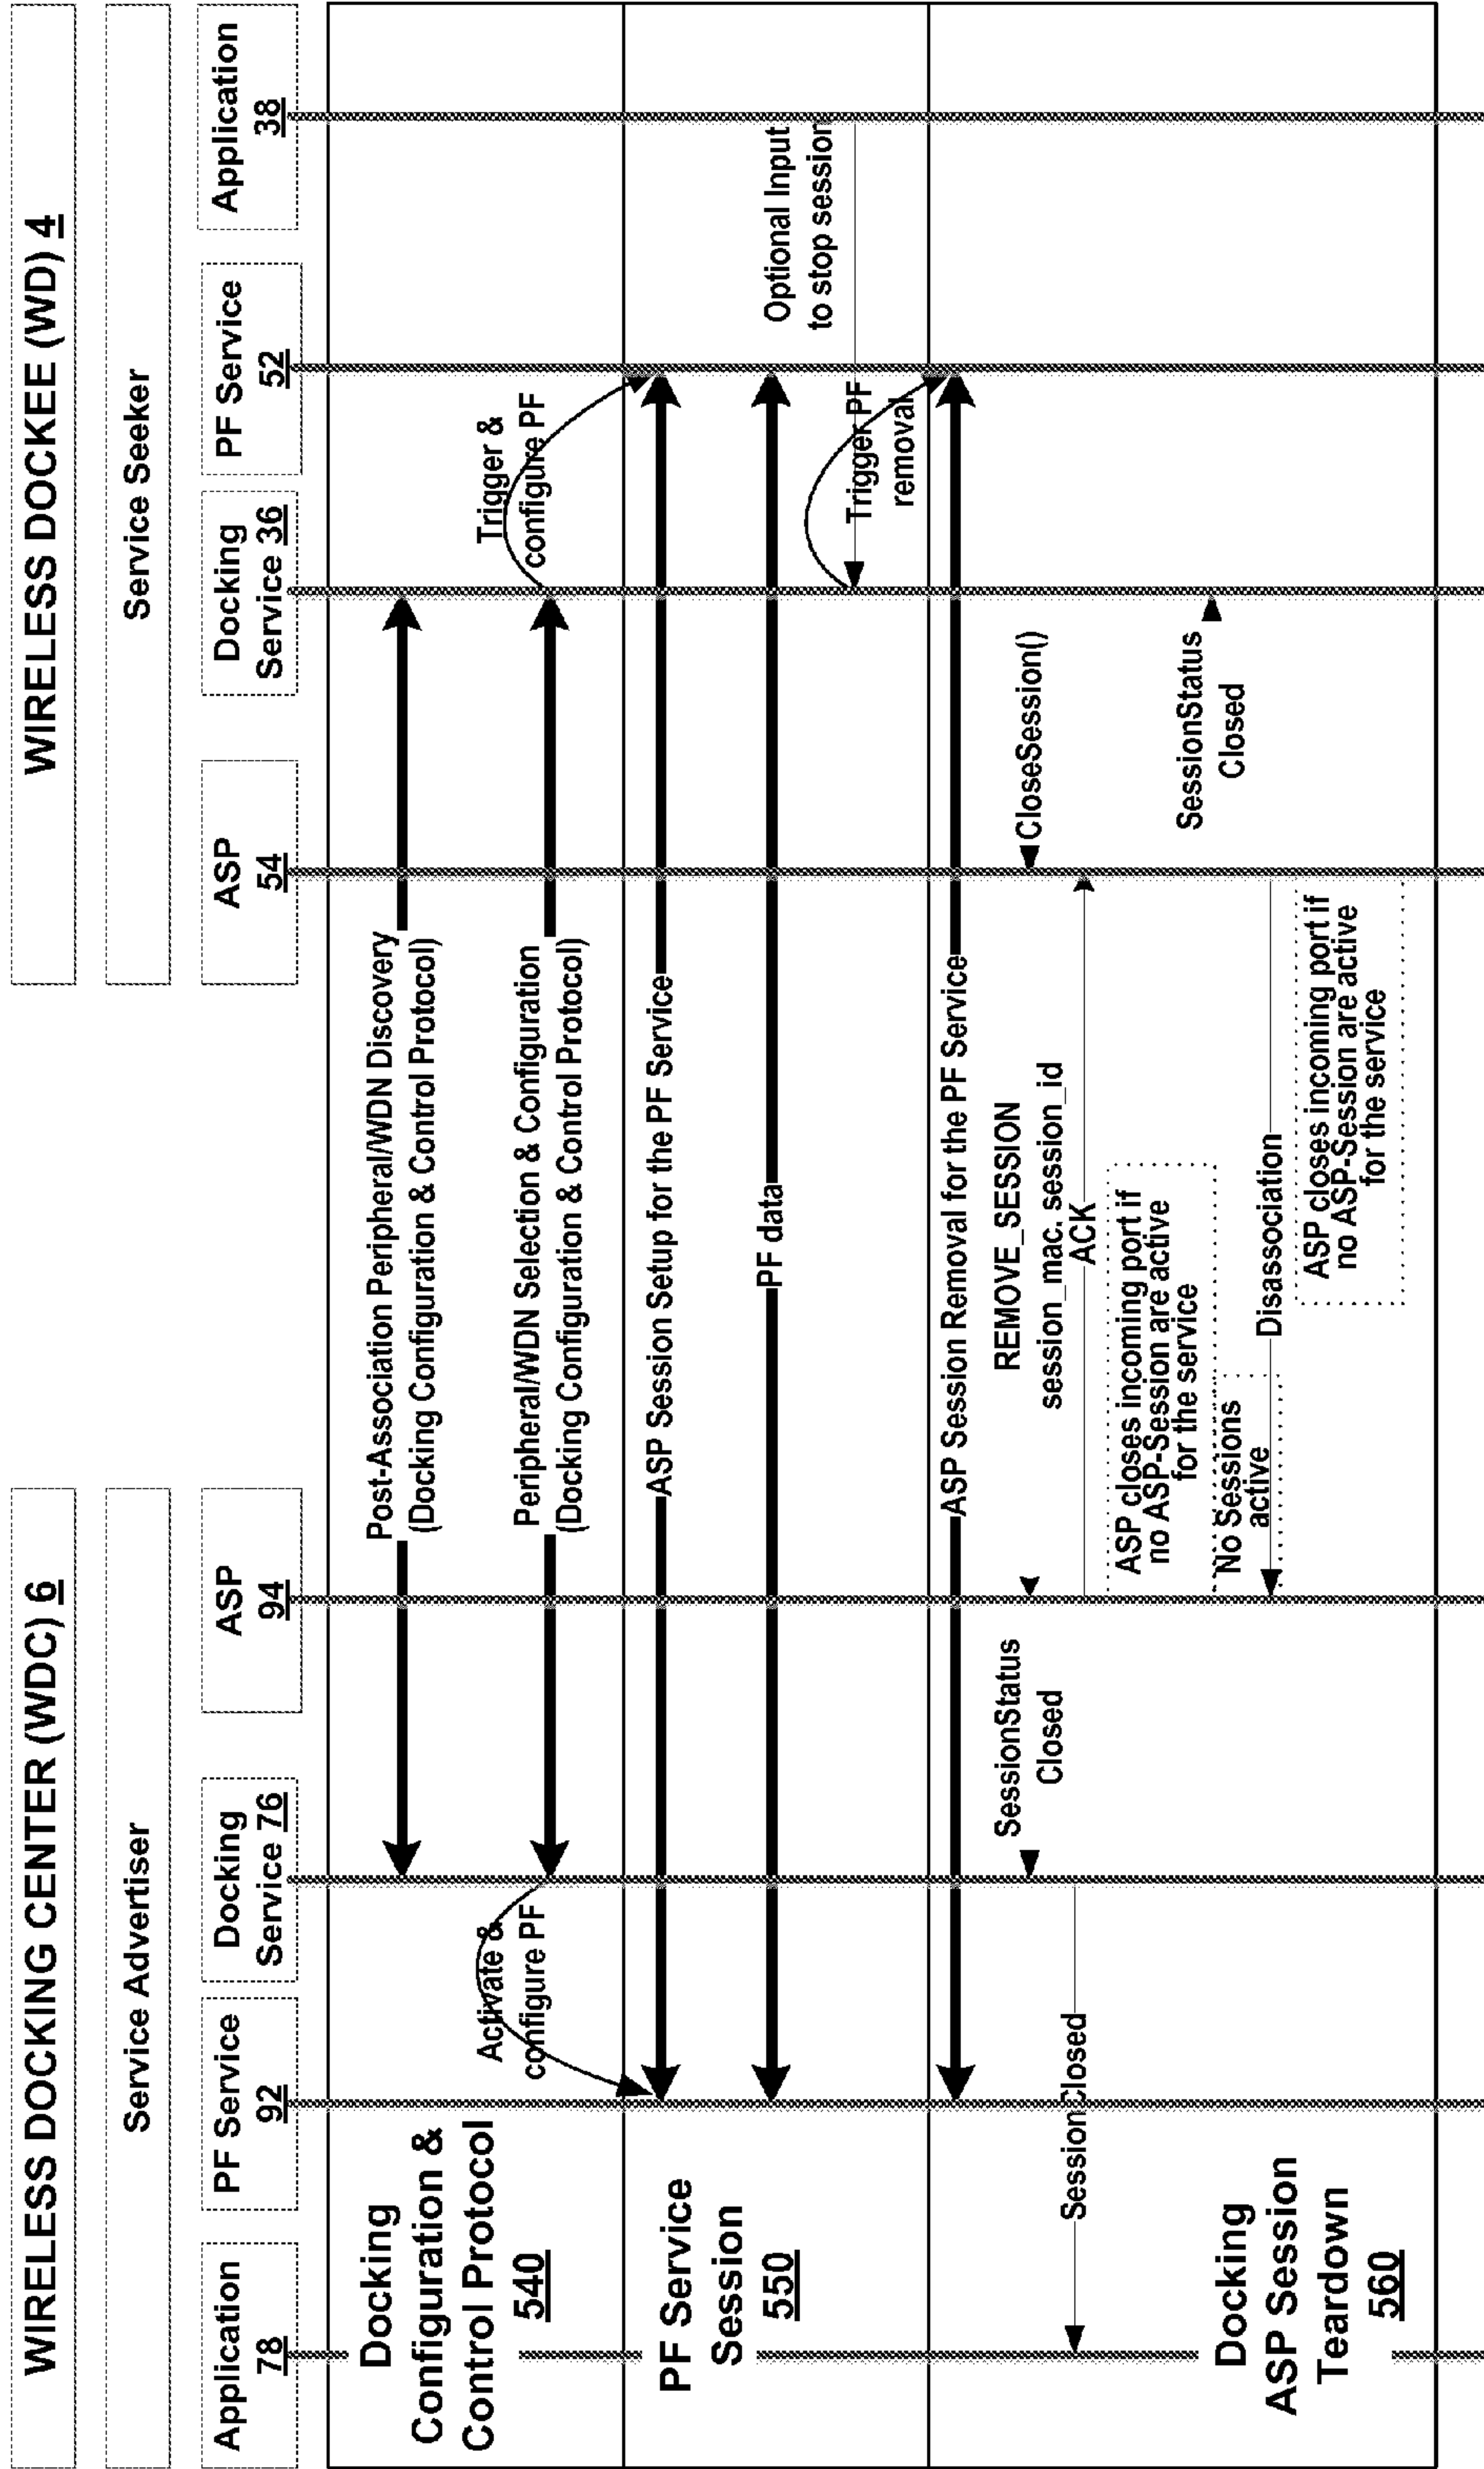 WIRELESS DOCKING CENTER (WDC) 6
WIRELESS DOCKEE (WD) 4
Service Advertiser
Service Seeker
Application
78
PF Service
92
Docking
Service 76
ASP
94
ASP
54
Docking
Service 36
PF Service
52
Application
38
Docking
Configuration &
Control Protocol
540
Post-Association Peripheral/WDN Discovery
(Docking Configuration & Control Protocol)
Activate &
configure PF
Peripheral/WDN Selection & Configuration
(Docking Configuration & Control Protocol)
Trigger &
configure PF
PF Service
Session
550
ASP Session Setup for the PF Service
PF data
Optional Input
to stop session
Trigger PF
removal
ASP Session Removal for the PF Service
SessionStatus
Closed
REMOVE_SESSION
session_mac. session_id
CloseSession()
Session Closed
ACK
ASP closes incoming port if
no ASP-Session are active
for the service
SessionStatus
Closed
No Sessions
active
Disassociation
ASP closes incoming port if
no ASP-Session are active
for the service
Docking
ASP Session
Teardown
560